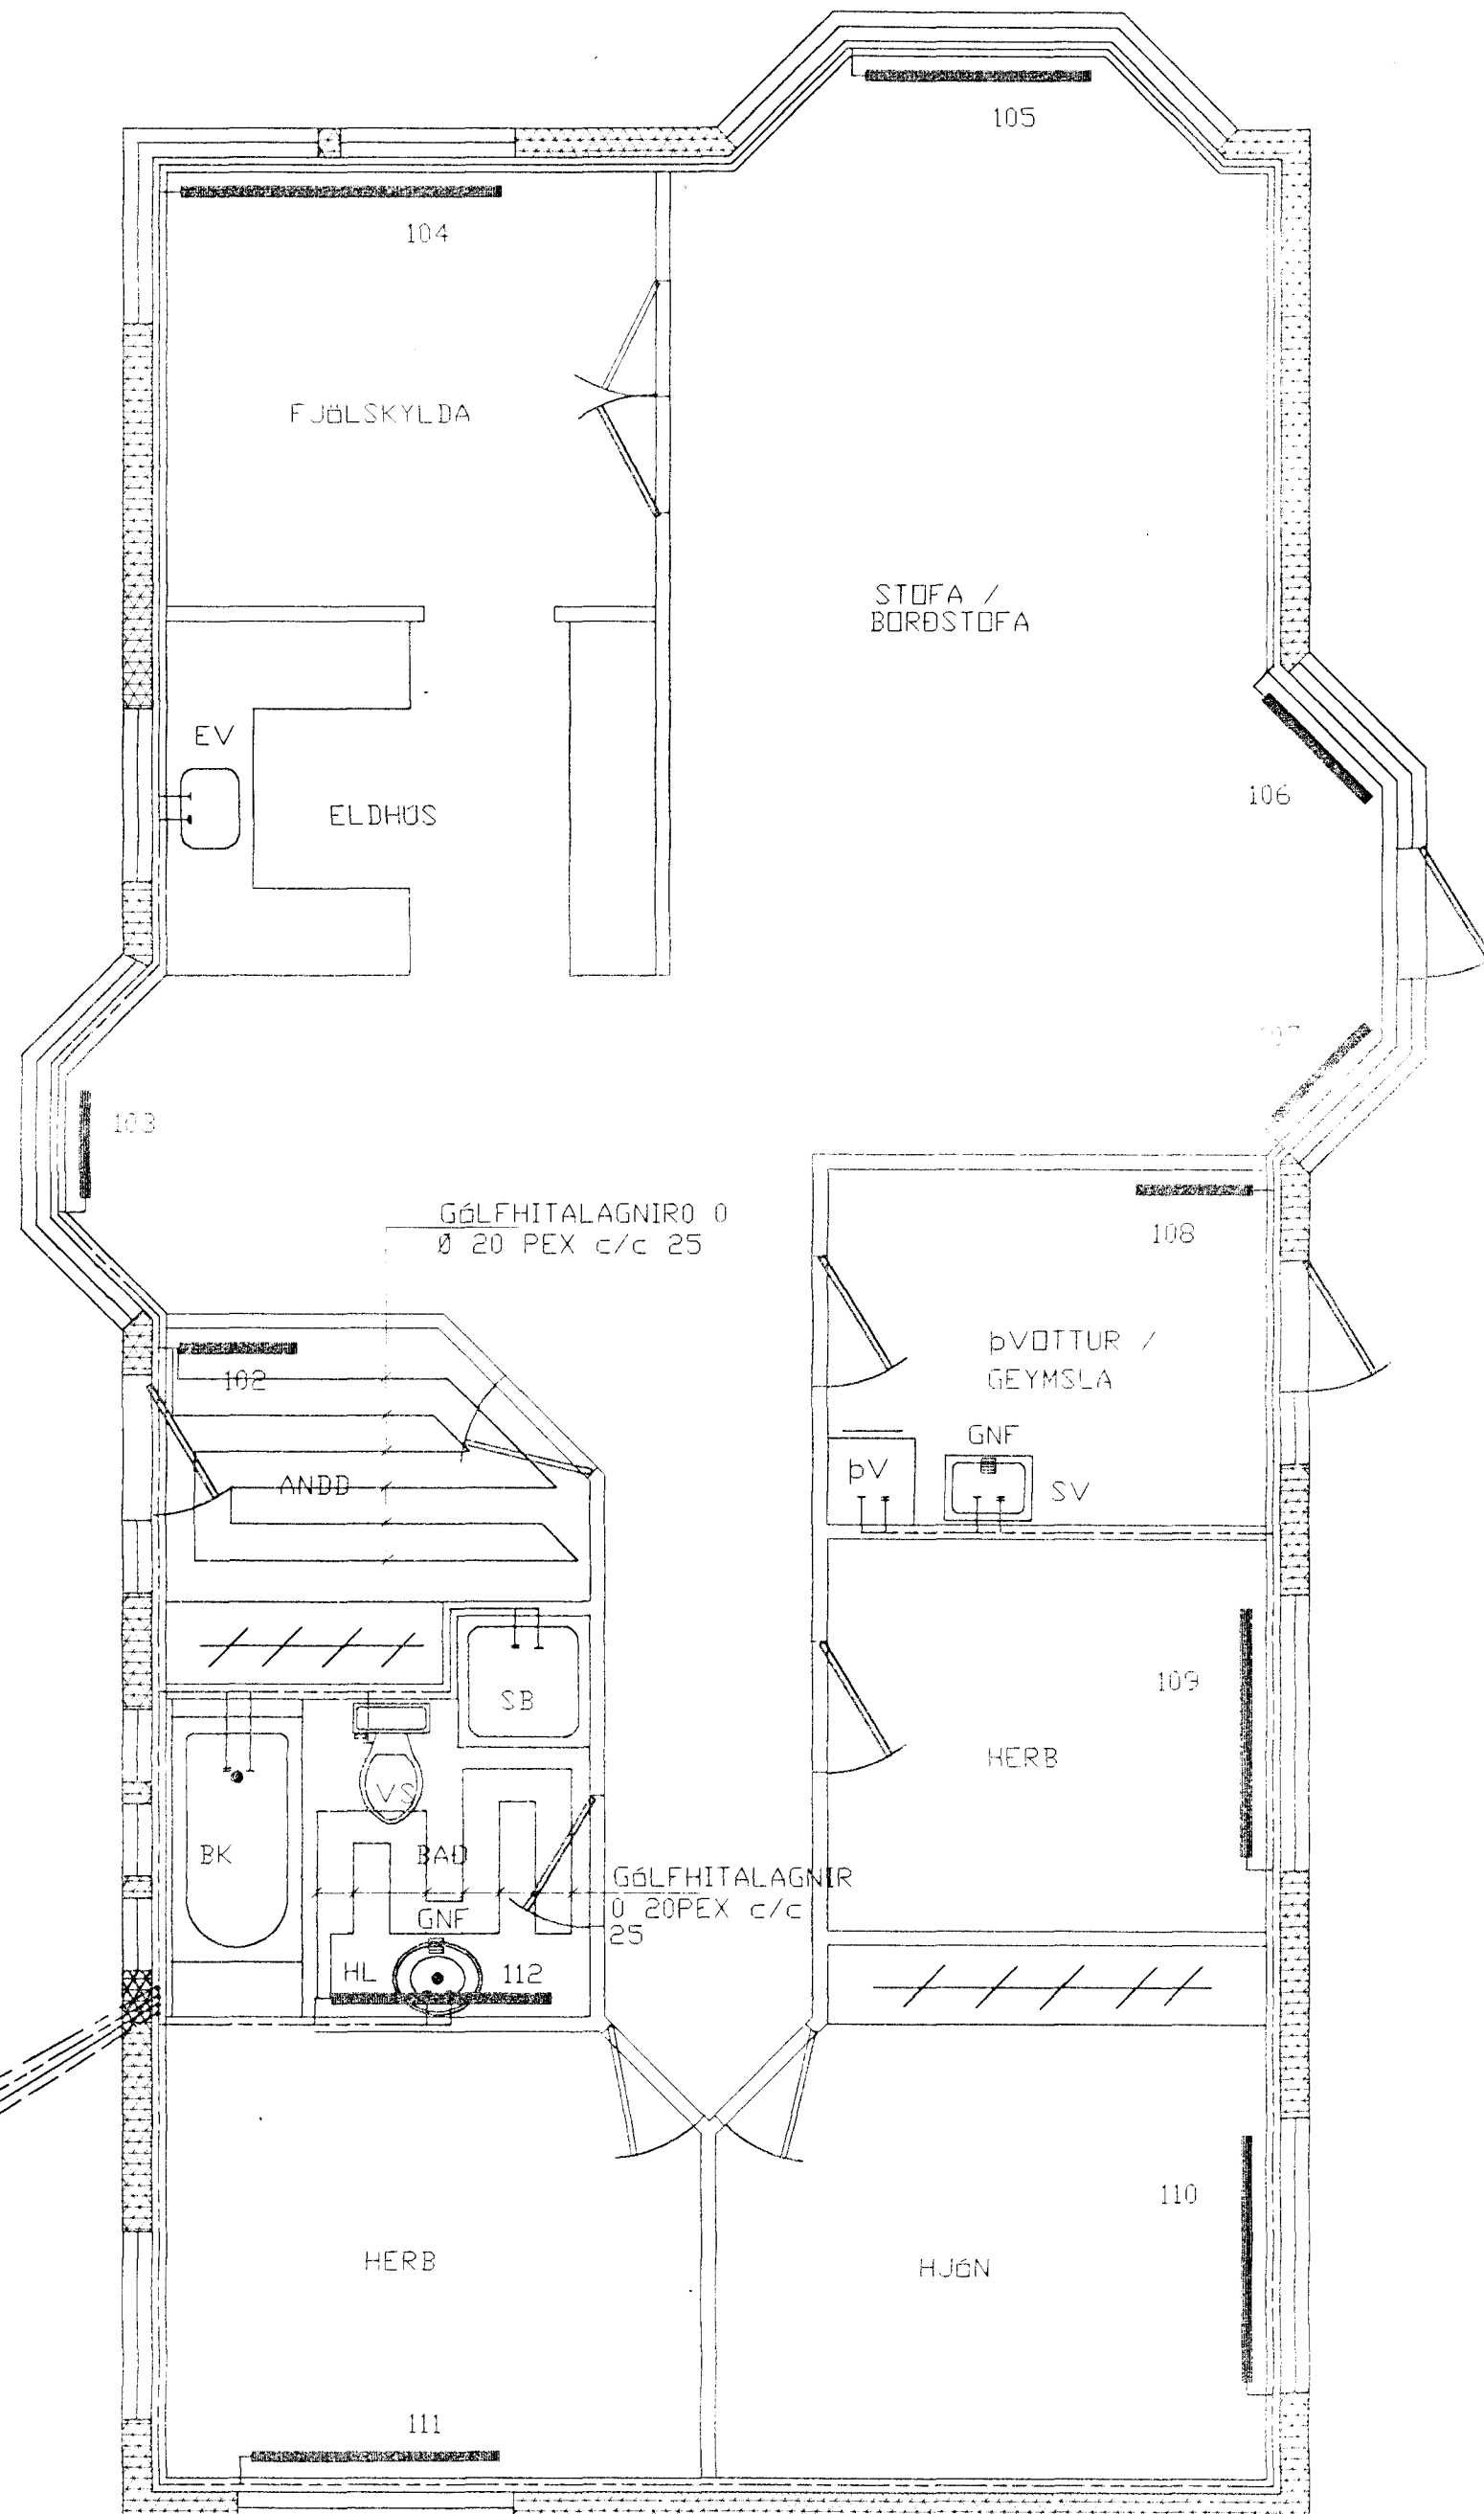 105
104
FJÖLSKYLDA
STOFA /
BORÐSTOFA
EV
106
ELDHÚS
103
GÓLFHITALAGNIRO 0
Ø 20 PEX c/c 25
108
102
ÞVOTTUR /
GEYMSLA
GNF
ÞV
SV
ANDD
SB
109
HERB
VS
BK
BAÐ
GÓLFHITALAGNIR
0 20PEX c/c
25
GNF
HL
112
110
HERB
HJÓN
111